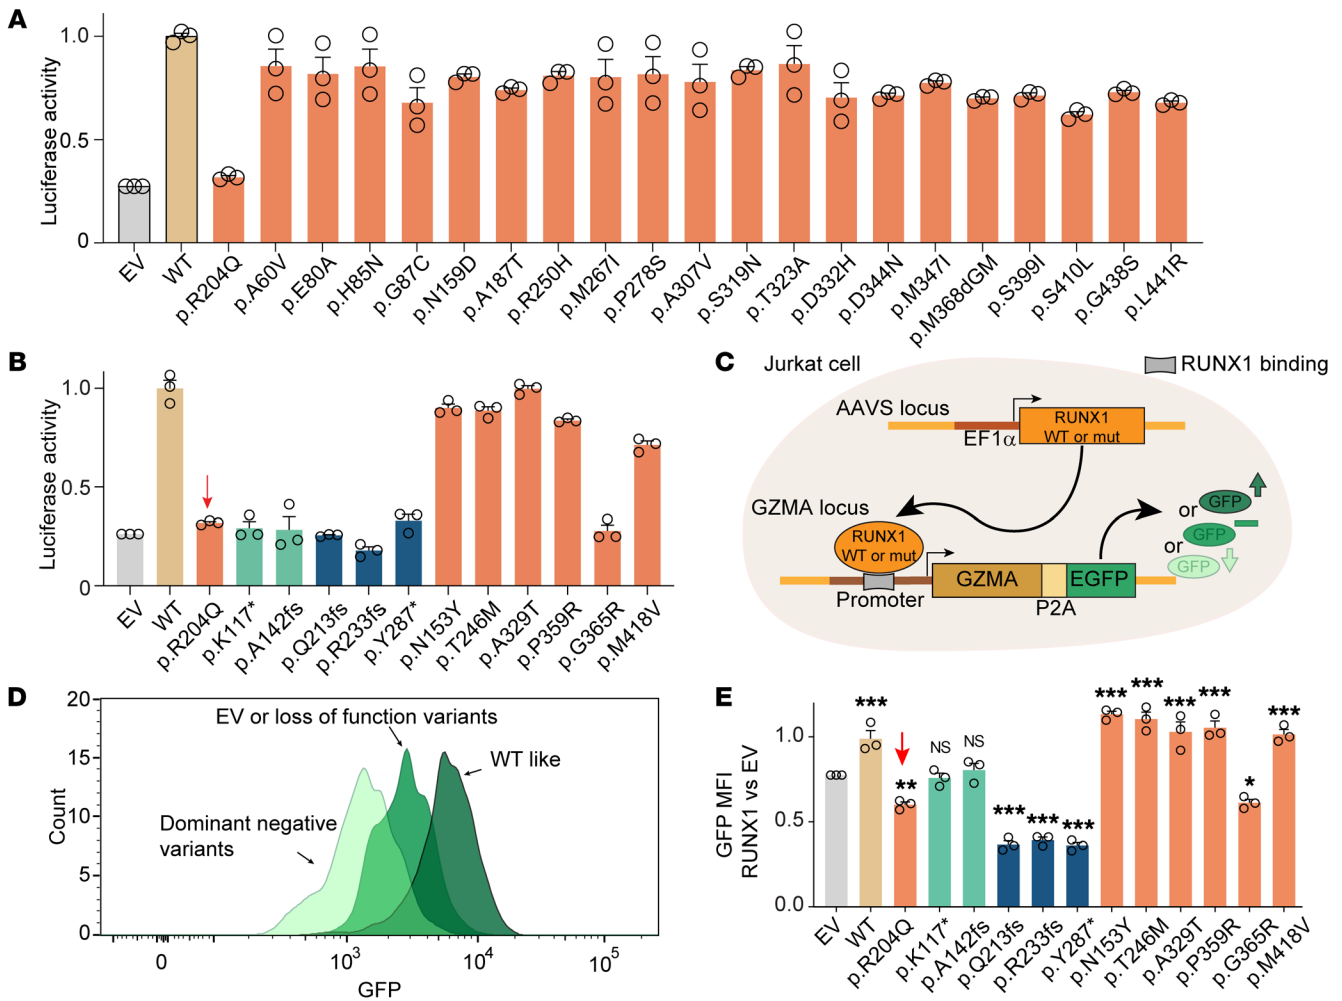 A
Luciferase activity
1.0
0.5
0
EV
WT
p.R204Q
p.A60V
p.E80A
p.H85N
p.G87C
p.N159D
p.A187T
p.R250H
p.M267I
p.P278S
p.A307V
p.S319N
p.T323A
p.D332H
p.D344N
p.M347I
p.M368dGM
p.S399I
p.S410L
p.G438S
p.L441R
B
Luciferase activity
1.0
0.5
0
EV
WT
p.R204Q
p.K117*
p.A142fs
p.Q213fs
p.R233fs
p.Y287*
p.N153Y
p.T246M
p.A329T
p.P359R
p.G365R
p.M418V
C
Jurkat cell
RUNX1 binding
AAVS locus
EF1α
RUNX1
WT or mut
GZMA locus
RUNX1
WT or mut
Promoter
GZMA
P2A
EGFP
or
GFP
GFP
or
GFP
D
Count
20
15
10
5
0
EV or loss of function variants
WT like
Dominant negative
variants
0
10³
10⁴
10⁵
GFP
E
GFP MFI
RUNX1 vs EV
1.0
0.5
0.0
***
**
NS
NS
***
***
***
***
***
***
***
*
***
EV
WT
p.R204Q
p.K117*
p.A142fs
p.Q213fs
p.R233fs
p.Y287*
p.N153Y
p.T246M
p.A329T
p.P359R
p.G365R
p.M418V